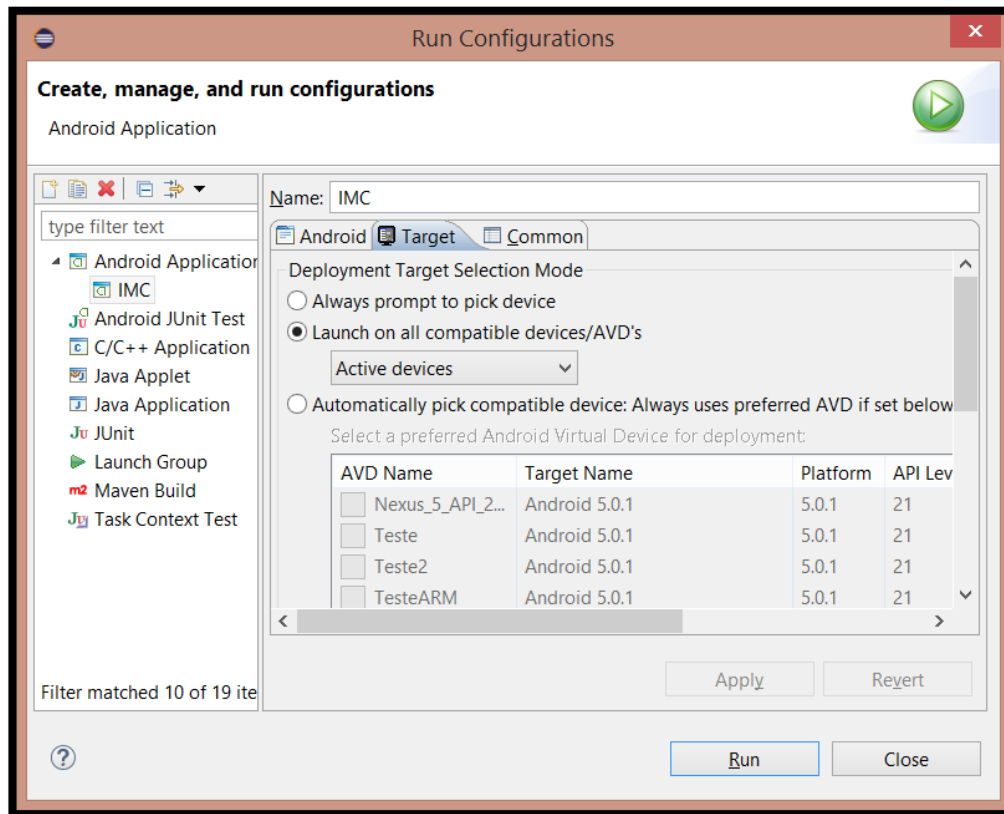 Run Configurations
Create, manage, and run configurations
Android Application
type filter text
Android Application
IMC
Android JUnit Test
C/C++ Application
Java Applet
Java Application
JUnit
Launch Group
m2 Maven Build
Task Context Test
Filter matched 10 of 19 ite
Name: IMC
Android Target Common
Deployment Target Selection Mode
Always prompt to pick device
Launch on all compatible devices/AVD's
Active devices
Automatically pick compatible device: Always uses preferred AVD if set below
Select a preferred Android Virtual Device for deployment:
AVD Name Target Name Platform API Lev
Nexus_5_API_2... Android 5.0.1 5.0.1 21
Teste Android 5.0.1 5.0.1 21
Teste2 Android 5.0.1 5.0.1 21
TesteARM Android 5.0.1 5.0.1 21
Apply Revert
Run Close